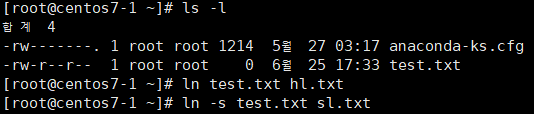 [root@centos7-1 ~]# ls -l
합계 4
-rw-------. 1 root root 1214  5월  27 03:17 anaconda-ks.cfg
-rw-r--r--  1 root root    0  6월  25 17:33 test.txt
[root@centos7-1 ~]# ln test.txt hl.txt
[root@centos7-1 ~]# ln -s test.txt sl.txt